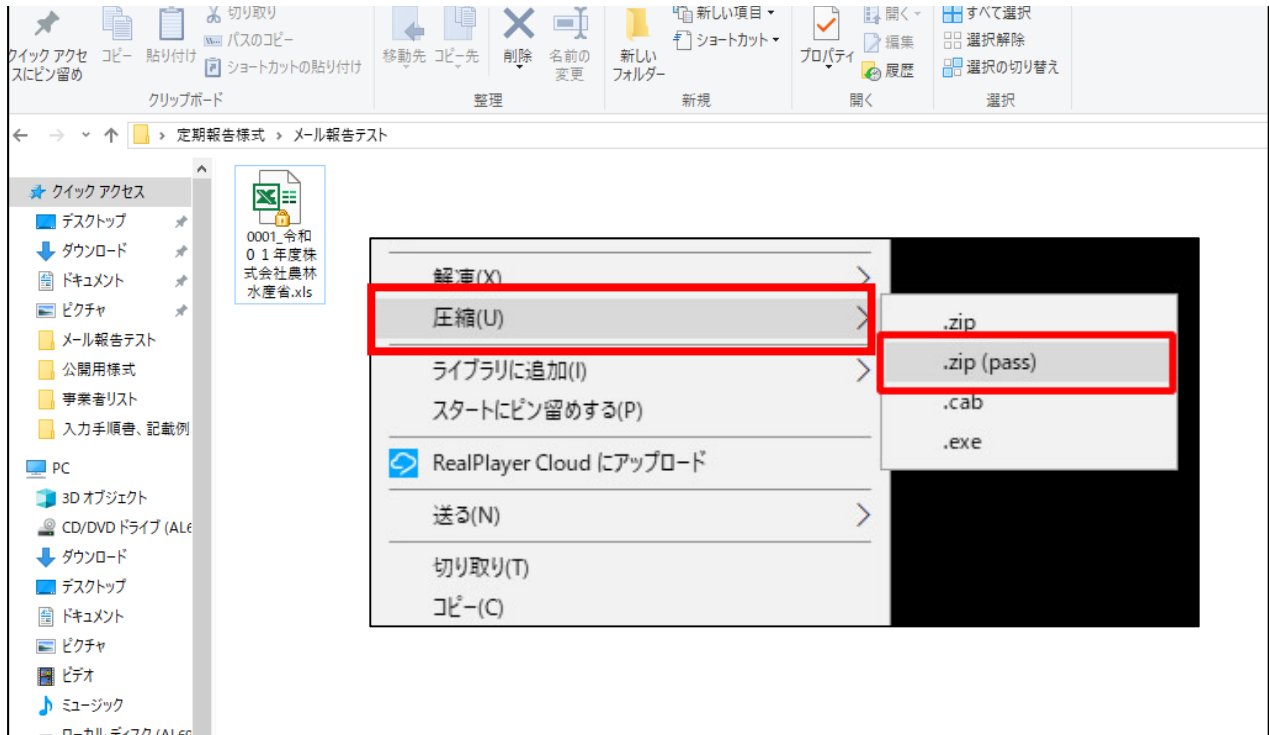 切り取り
パスのコピー
ショートカットの貼り付け
クイック アクセ
スにピン留め
コピー
貼り付け
クリップボード
移動先
コピー先
削除
名前の
変更
整理
新しい
フォルダー
新しい項目
ショートカット
新規
プロパティ
開く
編集
履歴
開く
すべて選択
選択解除
選択の切り替え
選択
定期報告様式 › メール報告テスト
クイック アクセス
デスクトップ
ダウンロード
ドキュメント
ピクチャ
メール報告テスト
公開用様式
事業者リスト
入力手順書、記載例
PC
3D オブジェクト
CD/DVD ドライブ (AL6
ダウンロード
デスクトップ
ドキュメント
ピクチャ
ビデオ
ミュージック
ローカル ディスク (AL69
0001_令和
０１年度株
式会社農林
水産省.xls
解凍(X)
圧縮(U)
ライブラリに追加(I)
スタートにピン留めする(P)
RealPlayer Cloud にアップロード
送る(N)
切り取り(T)
コピー(C)
.zip
.zip (pass)
.cab
.exe